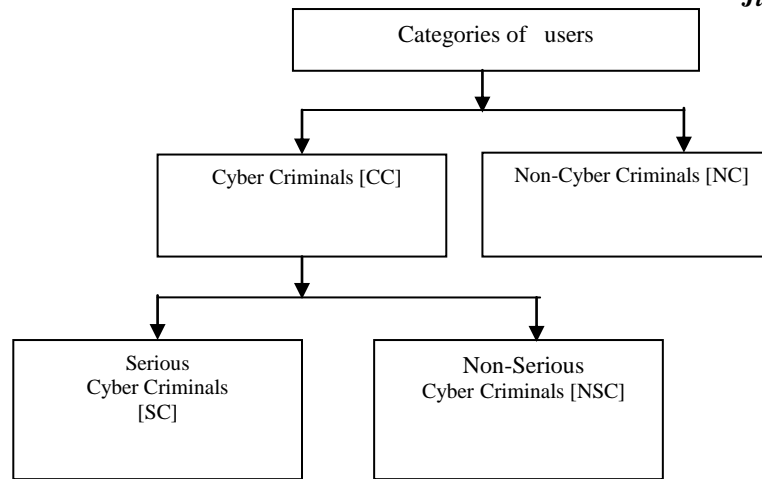 Categories of users
Cyber Criminals [CC]
Non-Cyber Criminals [NC]
Serious
Cyber Criminals
[SC]
Non-Serious
Cyber Criminals [NSC]